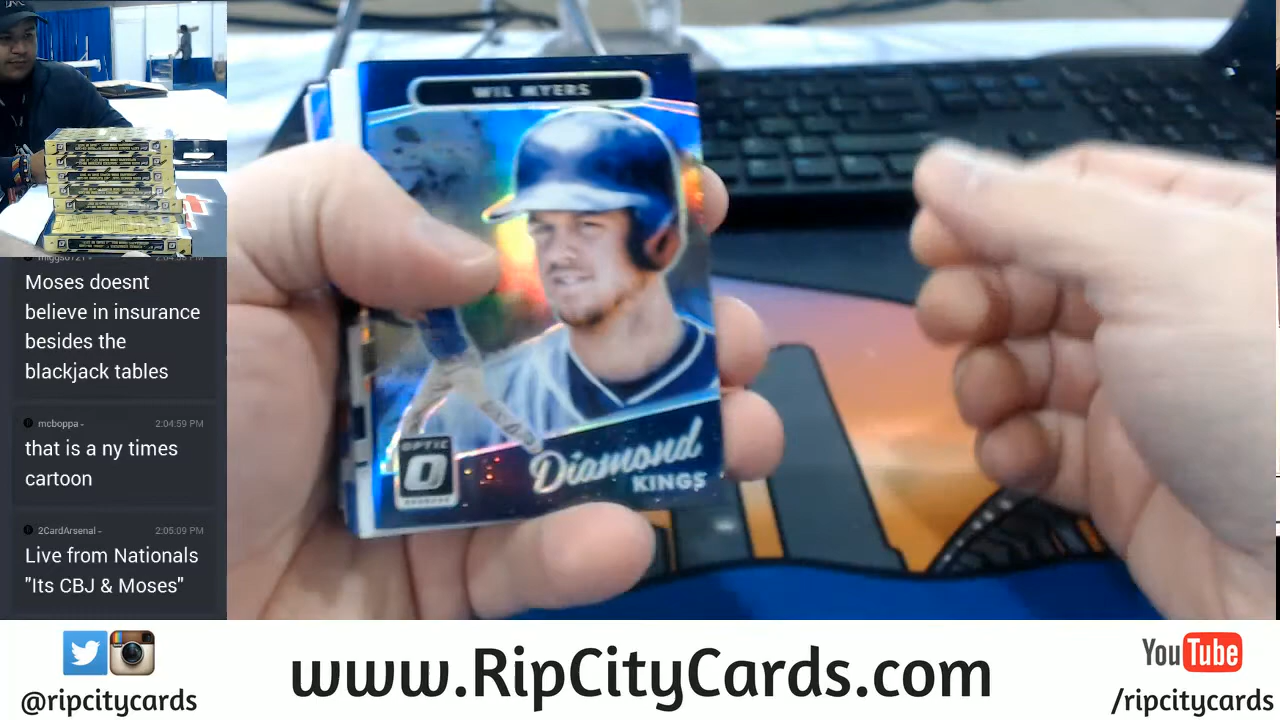 WIL MYERS
OPTIC
Diamond
KINGS
Moses doesnt
believe in insurance
besides the
blackjack tables
mcboppa - 2:04:59 PM
that is a ny times
cartoon
2CardArsenal - 2:05:09 PM
Live from Nationals
"Its CBJ & Moses"
@ripcitycards
www.RipCityCards.com
YouTube
/ripcitycards